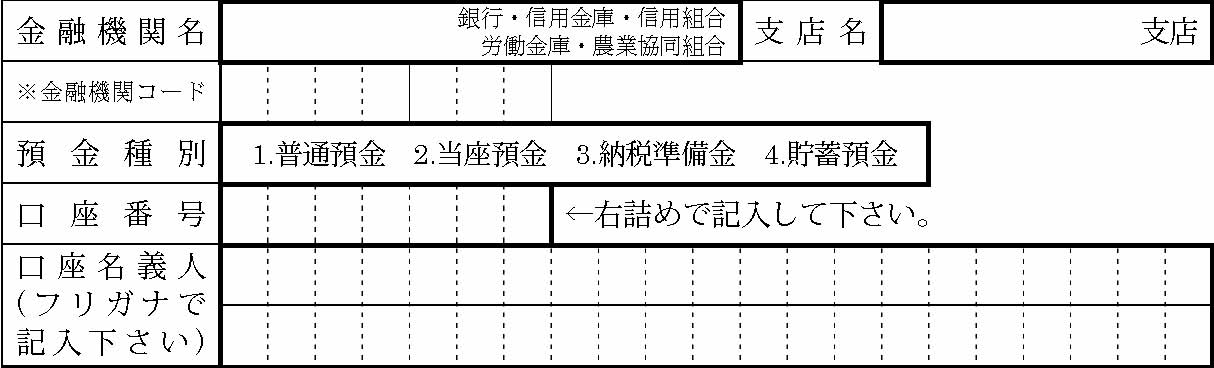 金融機関名
銀行・信用金庫・信用組合
労働金庫・農業協同組合
支店名
支店
※金融機関コード
預金種別
1.普通預金 2.当座預金 3.納税準備金 4.貯蓄預金
口座番号
←右詰めで記入して下さい。
口座名義人
(フリガナで
記入下さい)